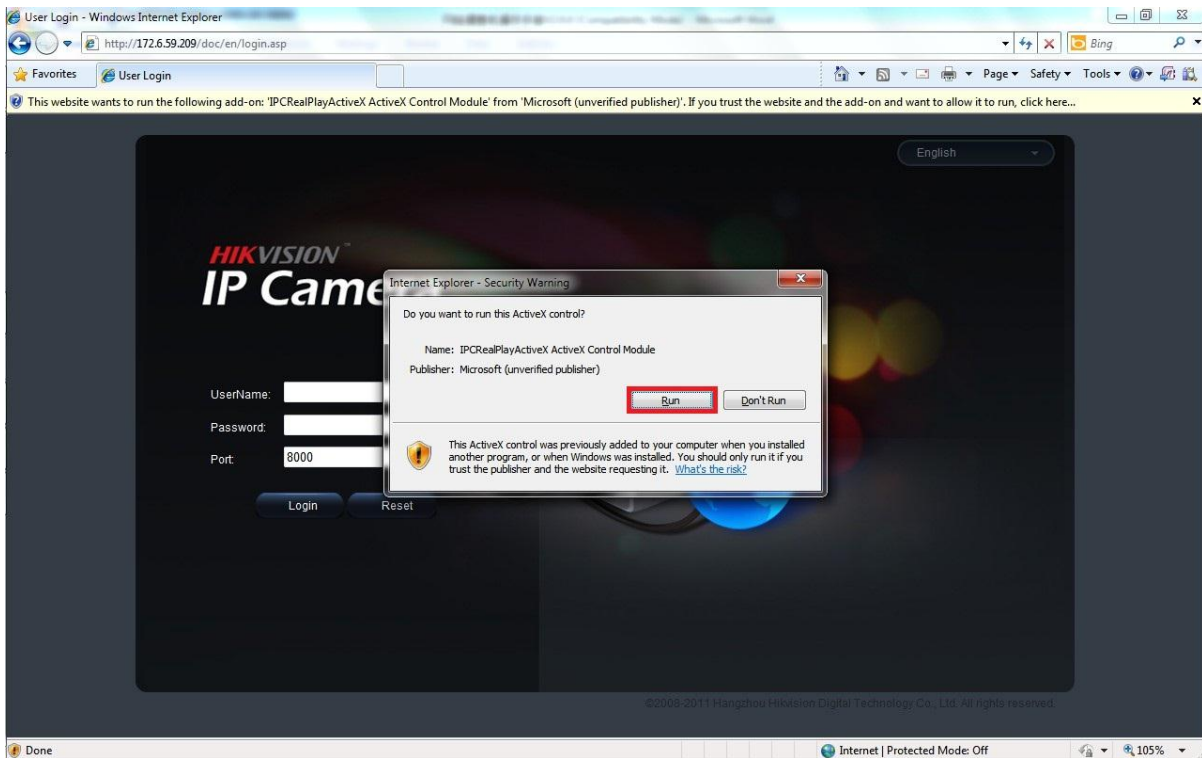 User Login - Windows Internet Explorer
http://172.6.59.209/doc/en/login.asp
Bing
Favorites
User Login
Page
Safety
Tools
This website wants to run the following add-on: 'IPCRealPlayActiveX ActiveX Control Module' from 'Microsoft (unverified publisher)'. If you trust the website and the add-on and want to allow it to run, click here...
English
HIKVISION™
IP Came
Internet Explorer - Security Warning
Do you want to run this ActiveX control?
Name: IPCRealPlayActiveX ActiveX Control Module
Publisher: Microsoft (unverified publisher)
Run
Don't Run
This ActiveX control was previously added to your computer when you installed
another program, or when Windows was installed. You should only run it if you
trust the publisher and the website requesting it. What's the risk?
UserName:
Password:
Port:
8000
Login
Reset
©2008-2011 Hangzhou Hikvision Digital Technology Co., Ltd. All rights reserved.
Done
Internet | Protected Mode: Off
105%